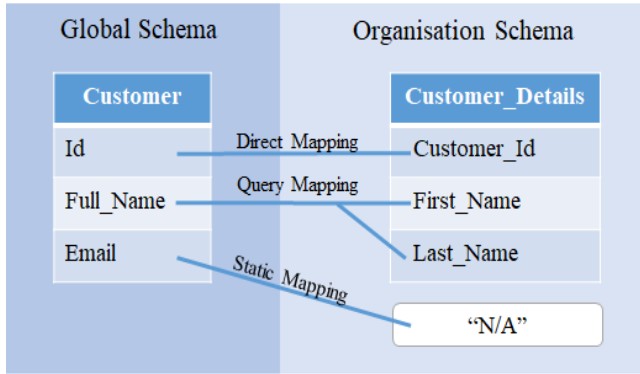 Global Schema
Organisation Schema
Customer
Customer_Details
Id
Direct Mapping
Customer_Id
Full_Name
Query Mapping
First_Name
Email
Static Mapping
Last_Name
“N/A”